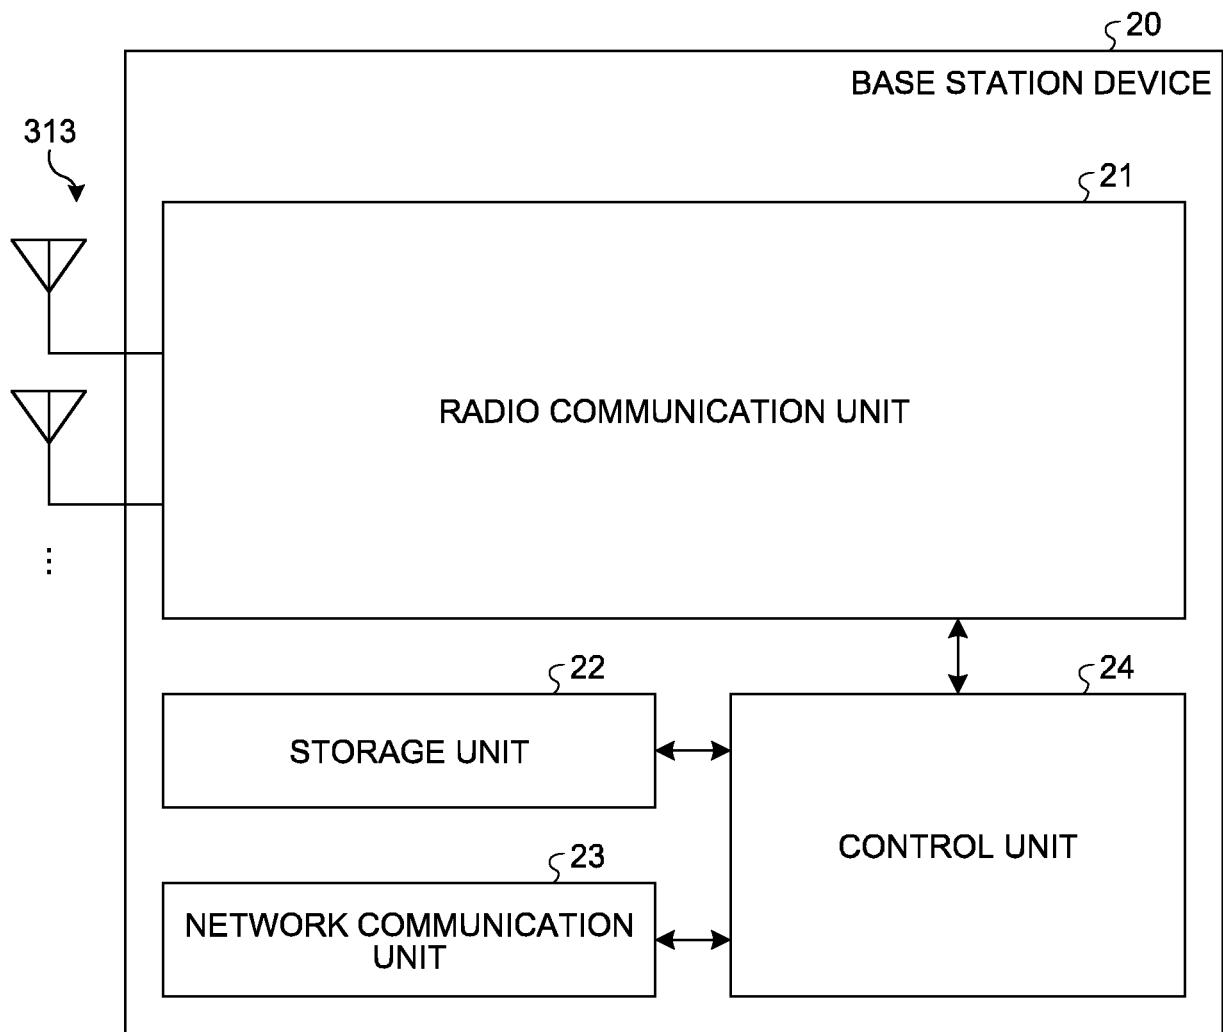 20
BASE STATION DEVICE
313
21
RADIO COMMUNICATION UNIT
22
24
STORAGE UNIT
CONTROL UNIT
23
NETWORK COMMUNICATION
UNIT